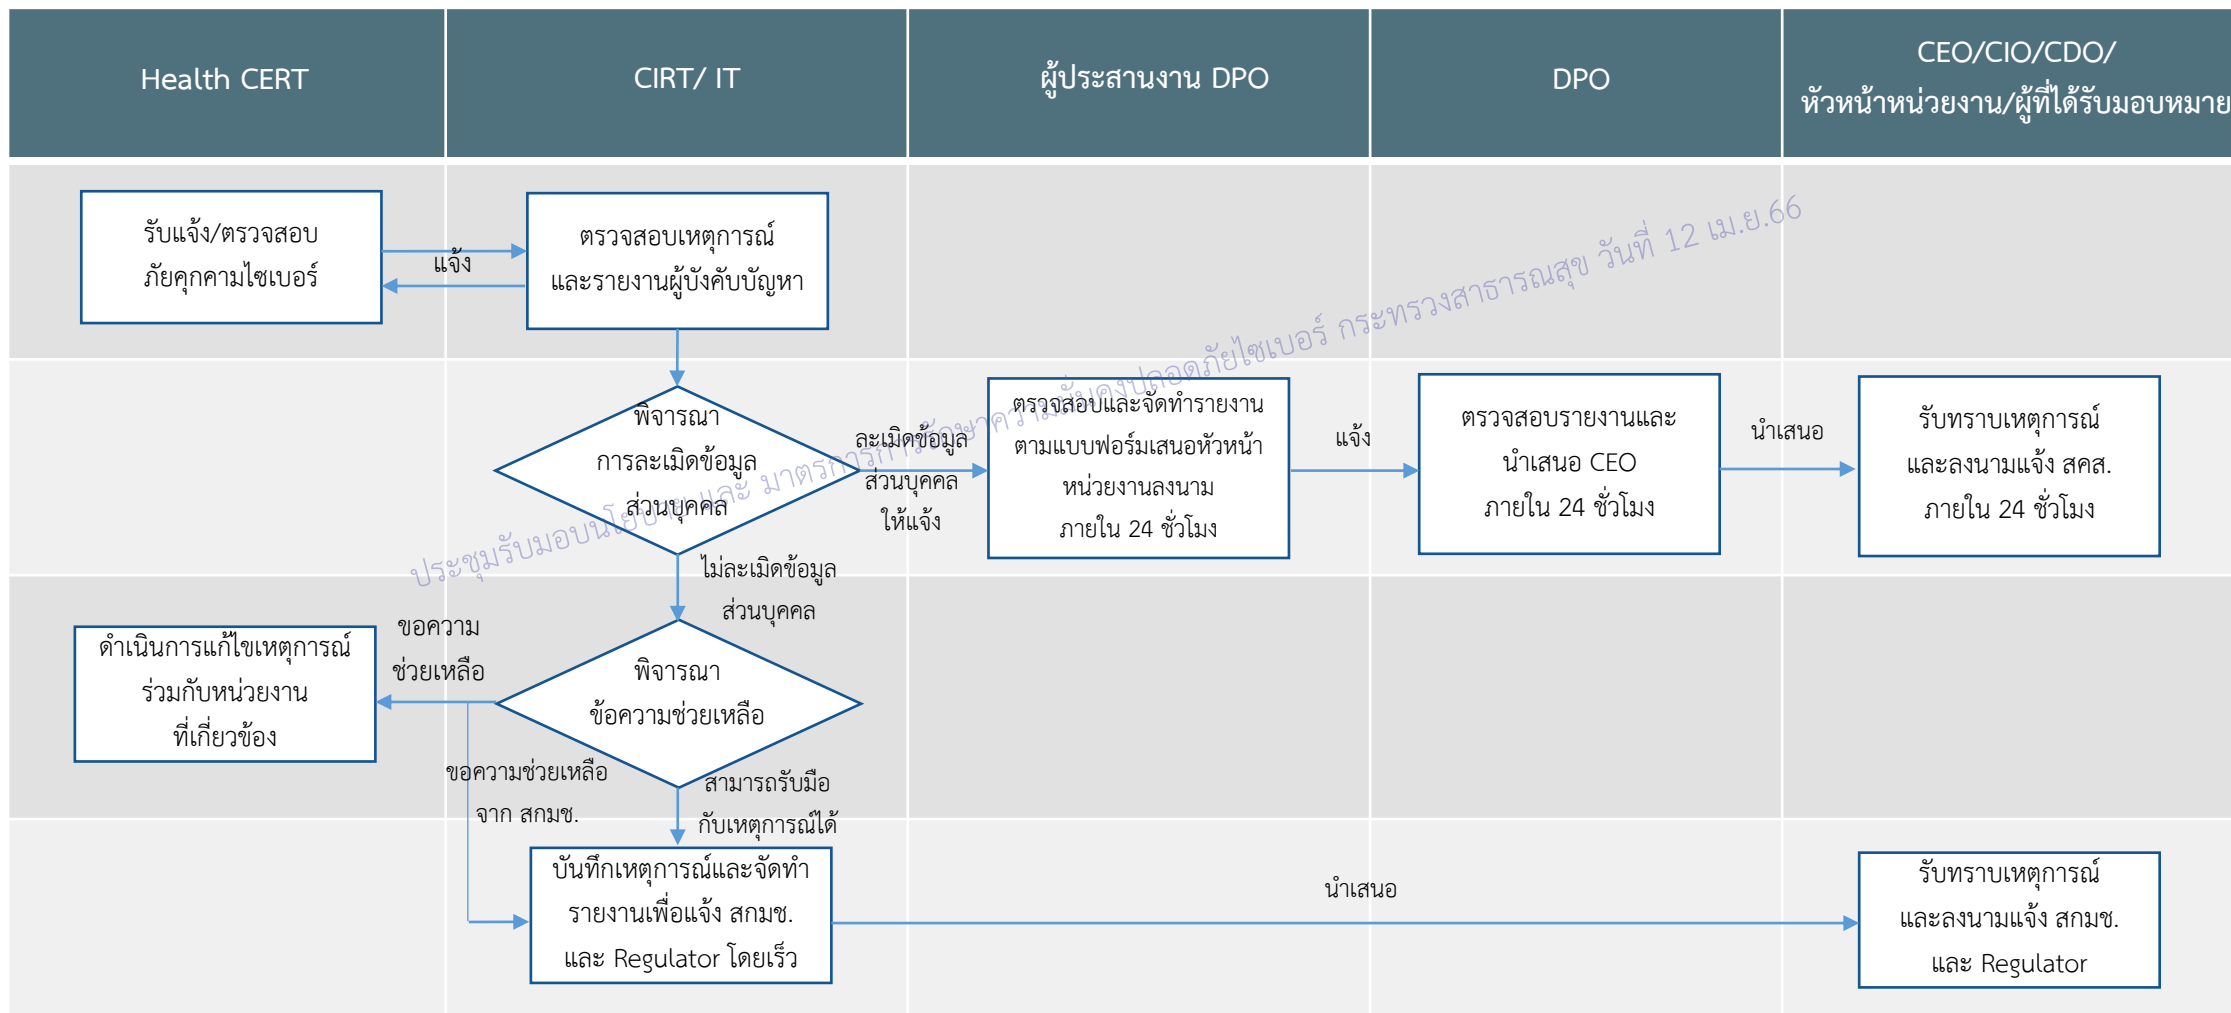 Health CERT
CIRT/ IT
ผู้ประสานงาน DPO
DPO
CEO/CIO/CDO/
หัวหน้าหน่วยงาน/ผู้ที่ได้รับมอบหมาย
รับแจ้ง/ตรวจสอบ
ภัยคุกคามไซเบอร์
แจ้ง
ตรวจสอบเหตุการณ์
และรายงานผู้บังคับบัญหา
พิจารณา
การละเมิดข้อมูล
ส่วนบุคคล
ละเมิดข้อมูล
ส่วนบุคคล
ให้แจ้ง
ตรวจสอบและจัดทำรายงาน
ตามแบบฟอร์มเสนอหัวหน้า
หน่วยงานลงนาม
ภายใน 24 ชั่วโมง
แจ้ง
ตรวจสอบรายงานและ
นำเสนอ CEO
ภายใน 24 ชั่วโมง
นำเสนอ
รับทราบเหตุการณ์
และลงนามแจ้ง สคส.
ภายใน 24 ชั่วโมง
ประชุมรับมอบนโยบาย และ มาตรการการรักษาความมั่นคงปลอดภัยไซเบอร์ กระทรวงสาธารณสุข วันที่ 12 เม.ย.66
ไม่ละเมิดข้อมูล
ส่วนบุคคล
ดำเนินการแก้ไขเหตุการณ์
ร่วมกับหน่วยงาน
ที่เกี่ยวข้อง
ขอความ
ช่วยเหลือ
พิจารณา
ข้อความช่วยเหลือ
ขอความช่วยเหลือ
จาก สกมช.
สามารถรับมือ
กับเหตุการณ์ได้
บันทึกเหตุการณ์และจัดทำ
รายงานเพื่อแจ้ง สกมช.
และ Regulator โดยเร็ว
นำเสนอ
รับทราบเหตุการณ์
และลงนามแจ้ง สกมช.
และ Regulator